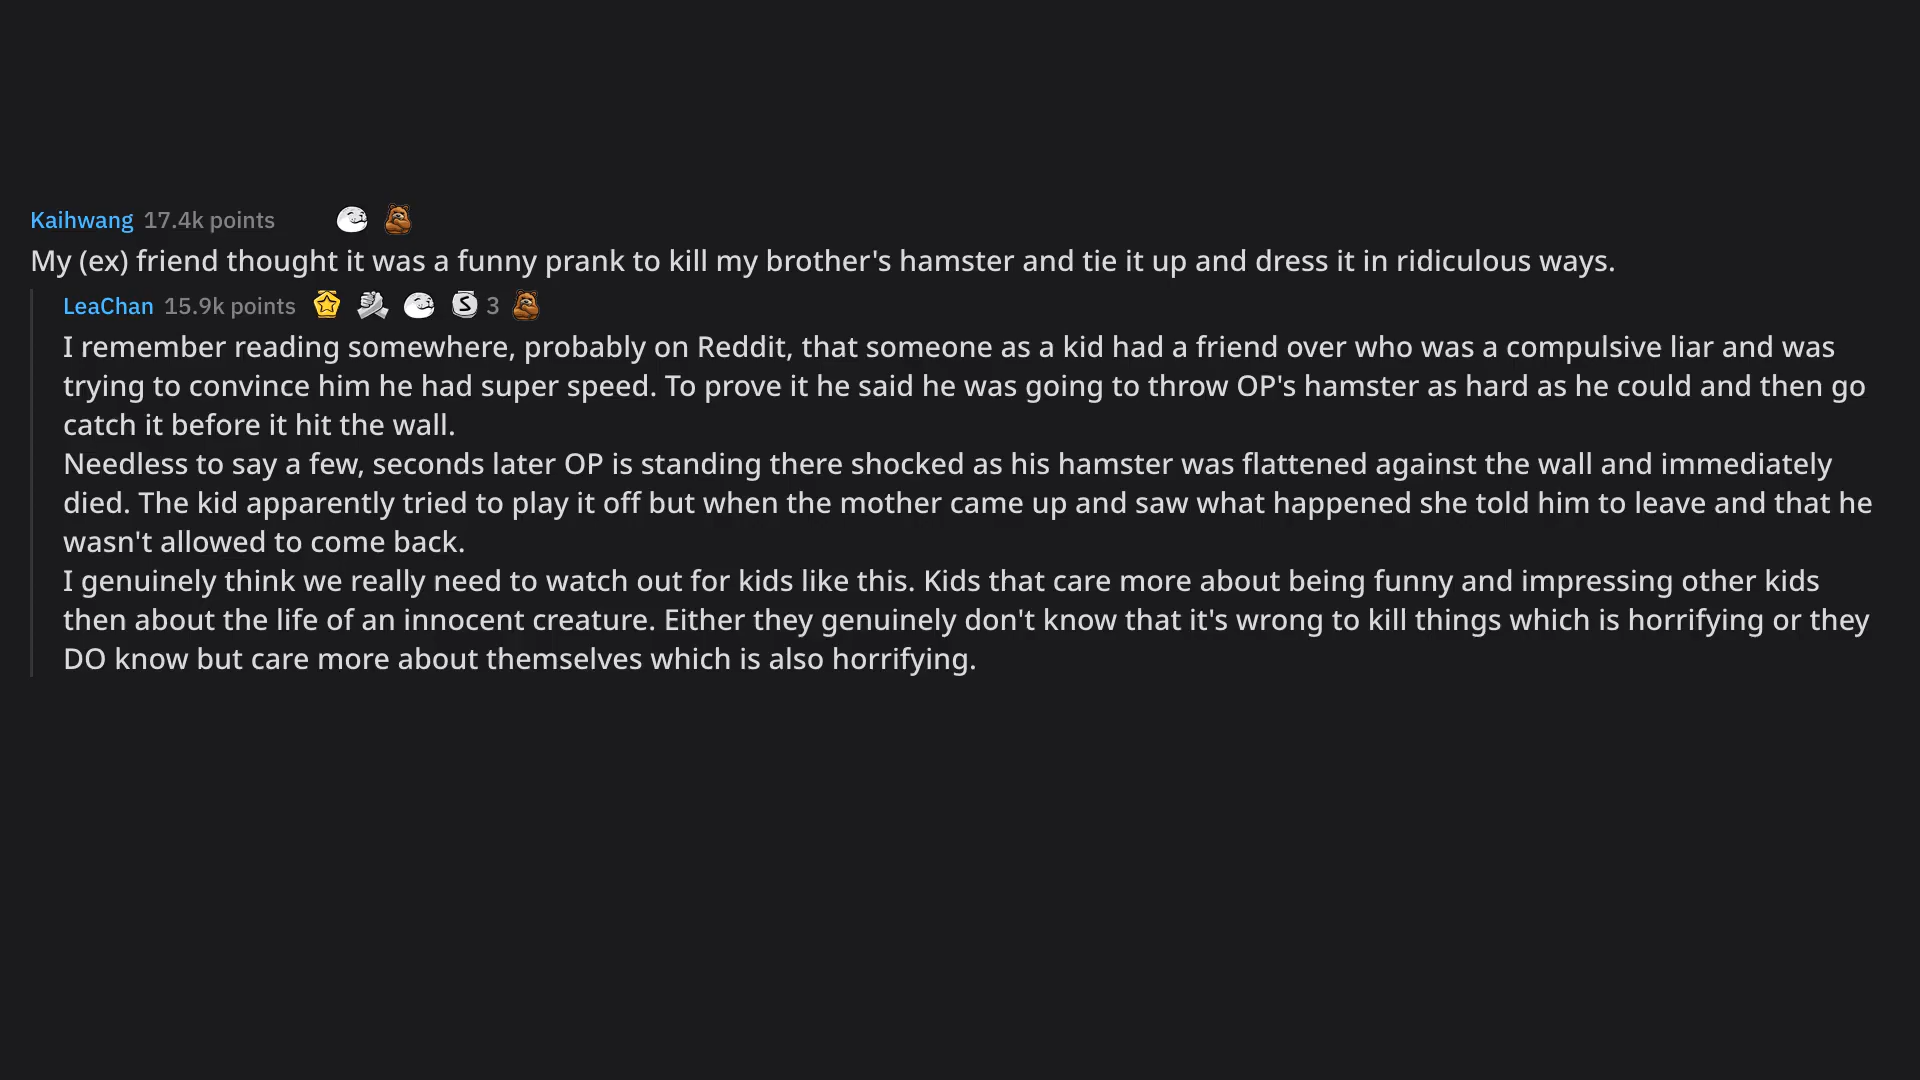 Kaihwang 17.4k points
My (ex) friend thought it was a funny prank to kill my brother's hamster and tie it up and dress it in ridiculous ways.
LeaChan 15.9k points S 3
I remember reading somewhere, probably on Reddit, that someone as a kid had a friend over who was a compulsive liar and was
trying to convince him he had super speed. To prove it he said he was going to throw OP's hamster as hard as he could and then go
catch it before it hit the wall.
Needless to say a few, seconds later OP is standing there shocked as his hamster was flattened against the wall and immediately
died. The kid apparently tried to play it off but when the mother came up and saw what happened she told him to leave and that he
wasn't allowed to come back.
I genuinely think we really need to watch out for kids like this. Kids that care more about being funny and impressing other kids
then about the life of an innocent creature. Either they genuinely don't know that it's wrong to kill things which is horrifying or they
DO know but care more about themselves which is also horrifying.